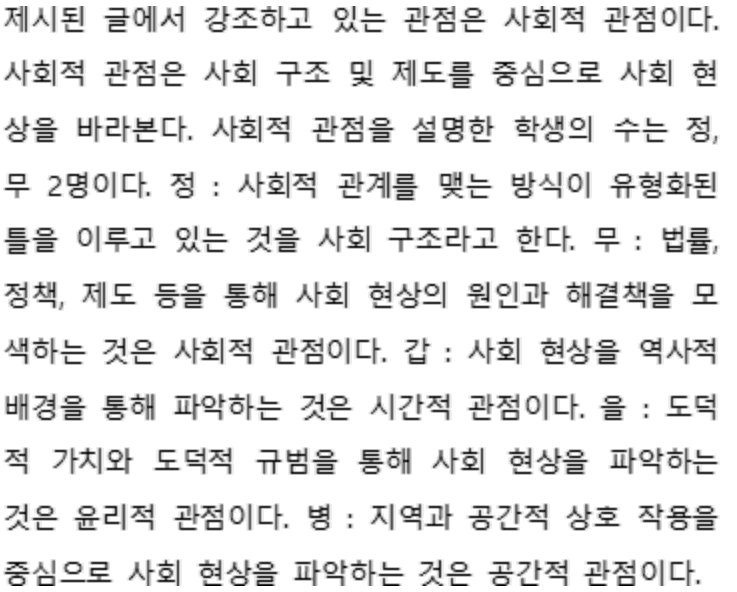 제시된 글에서 강조하고 있는 관점은 사회적 관점이다.
사회적 관점은 사회 구조 및 제도를 중심으로 사회 현
상을 바라본다. 사회적 관점을 설명한 학생의 수는 정,
무 2명이다. 정 : 사회적 관계를 맺는 방식이 유형화된
틀을 이루고 있는 것을 사회 구조라고 한다. 무 : 법률,
정책, 제도 등을 통해 사회 현상의 원인과 해결책을 모
색하는 것은 사회적 관점이다. 갑 : 사회 현상을 역사적
배경을 통해 파악하는 것은 시간적 관점이다. 을 : 도덕
적 가치와 도덕적 규범을 통해 사회 현상을 파악하는
것은 윤리적 관점이다. 병 : 지역과 공간적 상호 작용을
중심으로 사회 현상을 파악하는 것은 공간적 관점이다.